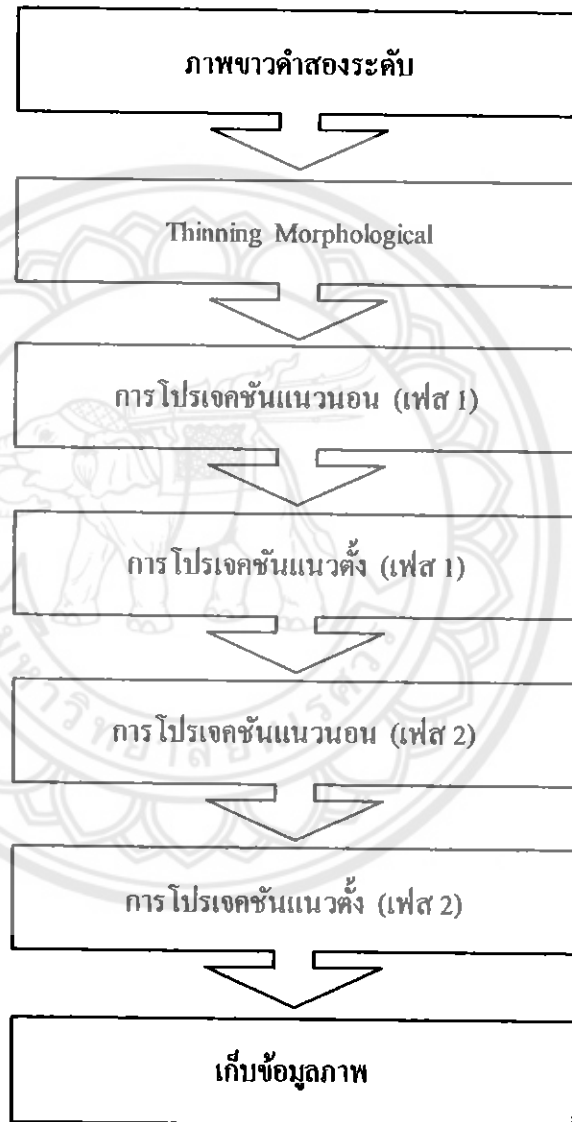 ภาพขาวดำสองระดับ
Thinning Morphological
การโปรเจคชันแนวนอน (เฟส 1)
การโปรเจคชันแนวตั้ง (เฟส 1)
การโปรเจคชันแนวนอน (เฟส 2)
การโปรเจคชันแนวตั้ง (เฟส 2)
เก็บข้อมูลภาพ